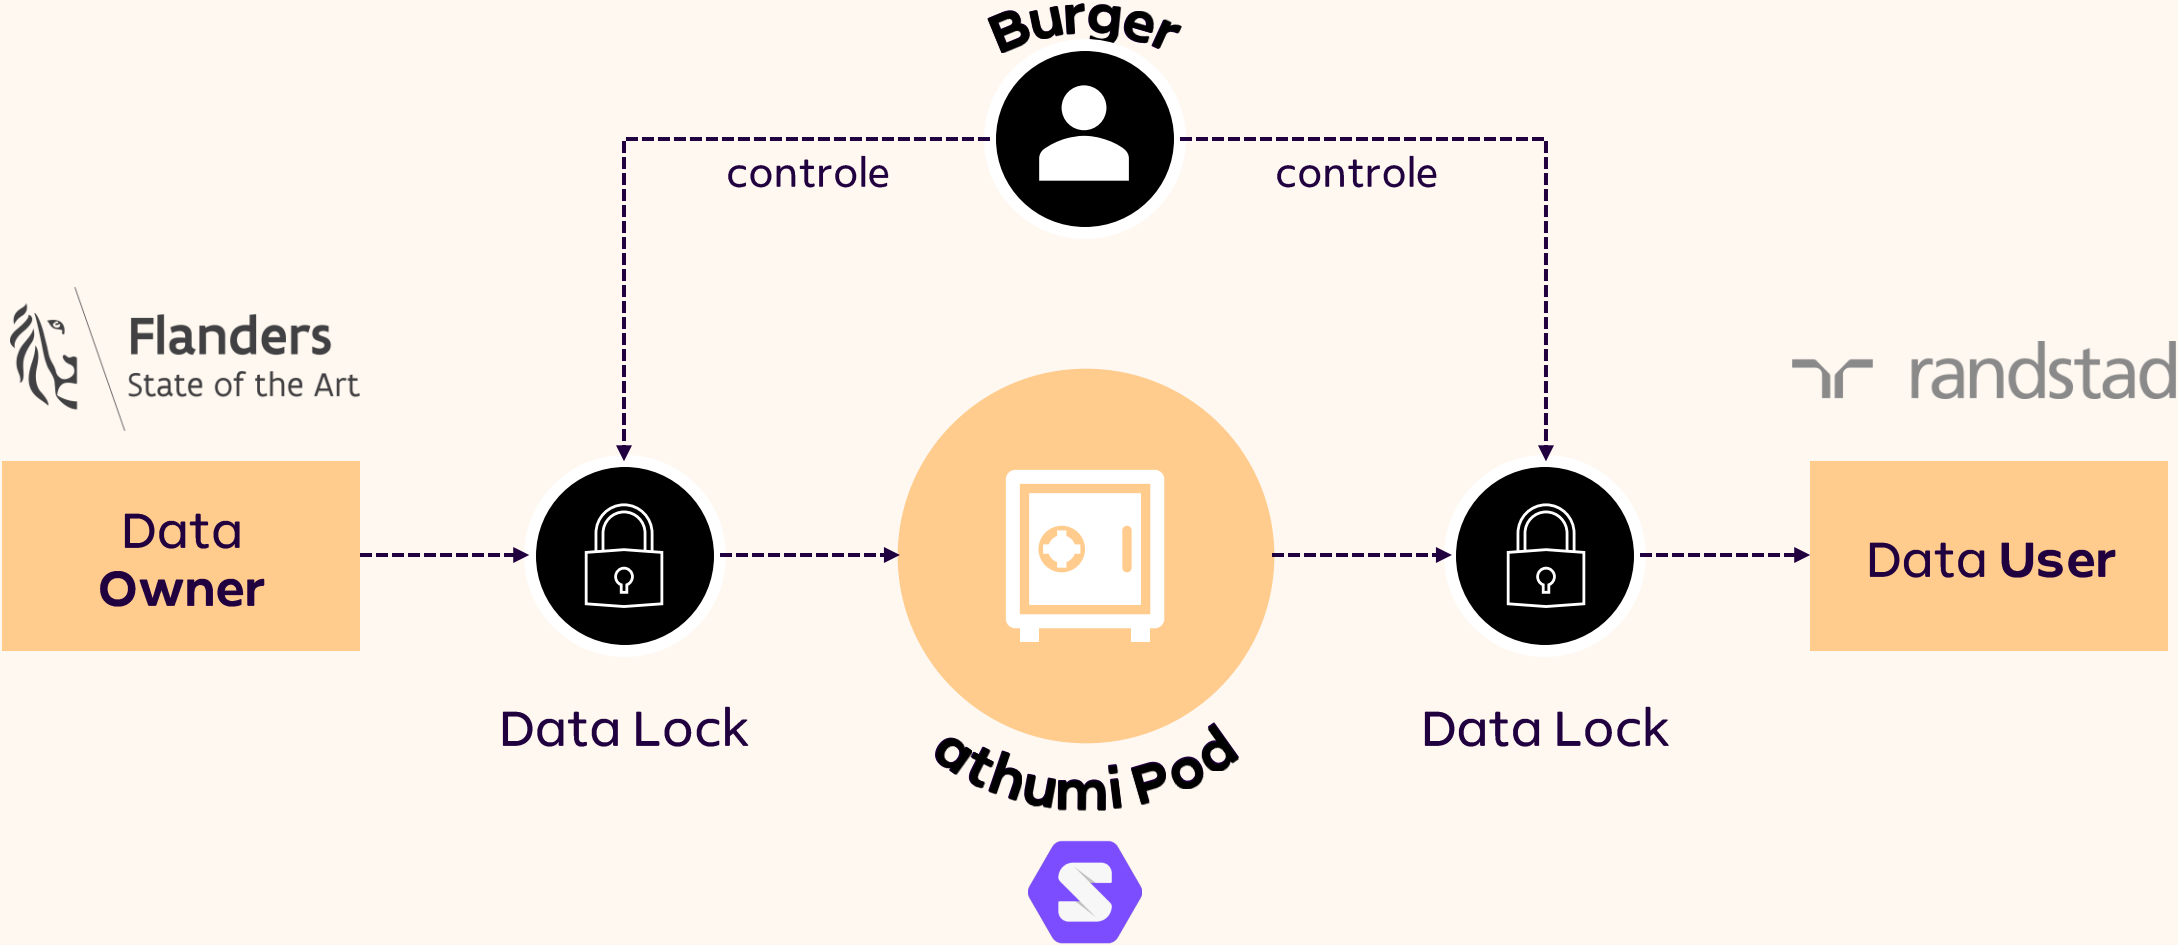 Burger
controle
controle
Flanders
State of the Art
randstad
Data
Owner
Data User
Data Lock
Data Lock
athumi Pod